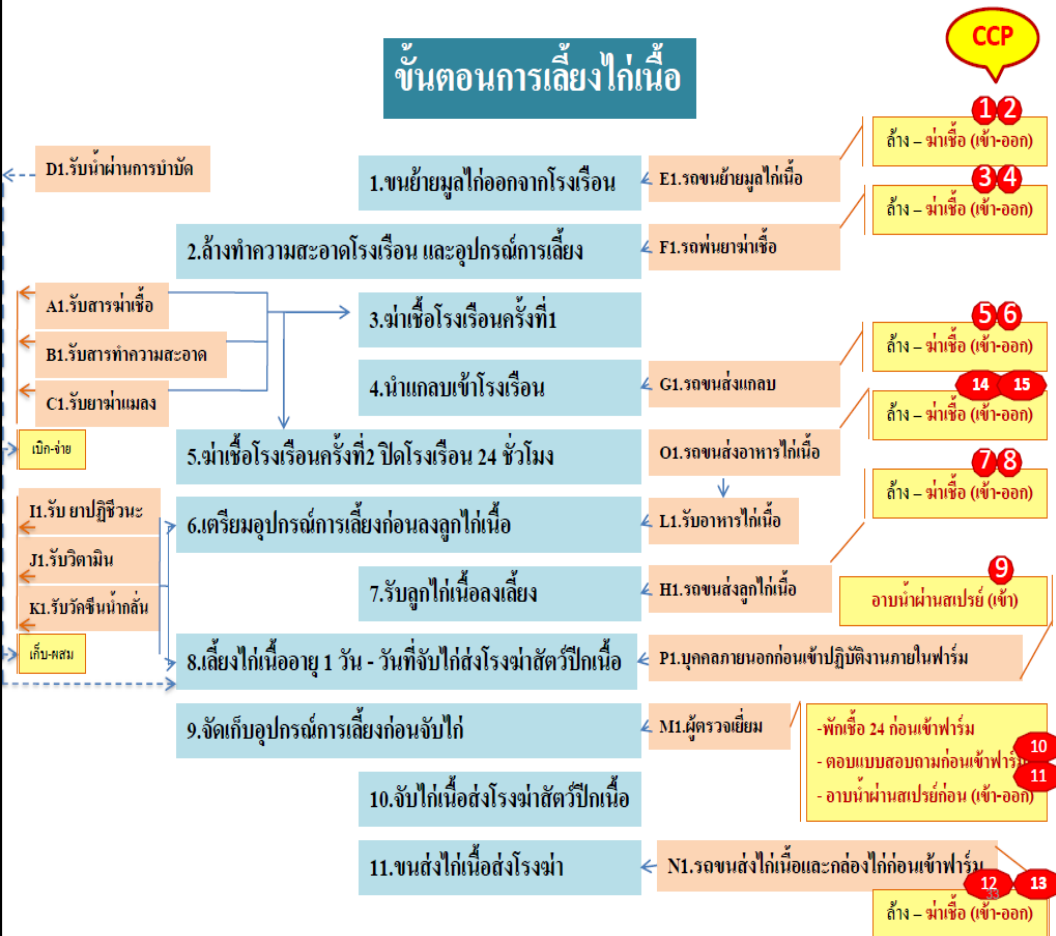 CCP
ขั้นตอนการเลี้ยงไก่เนื้อ
1 2
ล้าง – ฆ่าเชื้อ (เข้า-ออก)
D1.รับน้ำผ่านการบำบัด
1.ขนย้ายมูลไก่ออกจากโรงเรือน
E1.รถขนย้ายมูลไก่เนื้อ
3 4
ล้าง – ฆ่าเชื้อ (เข้า-ออก)
2.ล้างทำความสะอาดโรงเรือน และอุปกรณ์การเลี้ยง
F1.รถพ่นยาฆ่าเชื้อ
A1.รับสารฆ่าเชื้อ
3.ฆ่าเชื้อโรงเรือนครั้งที่1
5 6
ล้าง – ฆ่าเชื้อ (เข้า-ออก)
B1.รับสารทำความสะอาด
4.นำแกลบเข้าโรงเรือน
G1.รถขนส่งแกลบ
C1.รับยาฆ่าแมลง
14 15
ล้าง – ฆ่าเชื้อ (เข้า-ออก)
เบิก-จ่าย
5.ฆ่าเชื้อโรงเรือนครั้งที่2 ปิดโรงเรือน 24 ชั่วโมง
O1.รถขนส่งอาหารไก่เนื้อ
7 8
ล้าง – ฆ่าเชื้อ (เข้า-ออก)
I1.รับ ยาปฏิชีวนะ
6.เตรียมอุปกรณ์การเลี้ยงก่อนลงลูกไก่เนื้อ
L1.รับอาหารไก่เนื้อ
J1.รับวิตามิน
7.รับลูกไก่เนื้อลงเลี้ยง
H1.รถขนส่งลูกไก่เนื้อ
9
อาบน้ำผ่านสเปรย์ (เข้า)
K1.รับวัคซีนน้ำกลั่น
เก็บ-ผสม
8.เลี้ยงไก่เนื้ออายุ 1 วัน - วันที่จับไก่ส่งโรงฆ่าสัตว์ปีกเนื้อ
P1.บุคคลภายนอกก่อนเข้าปฏิบัติงานภายในฟาร์ม
9.จัดเก็บอุปกรณ์การเลี้ยงก่อนจับไก่
M1.ผู้ตรวจเยี่ยม
-พักเชื้อ 24 ก่อนเข้าฟาร์ม
- ตอบแบบสอบถามก่อนเข้าฟาร์ม
10
11
- อาบน้ำผ่านสเปรย์ก่อน (เข้า-ออก)
10.จับไก่เนื้อส่งโรงฆ่าสัตว์ปีกเนื้อ
11.ขนส่งไก่เนื้อส่งโรงฆ่า
N1.รถขนส่งไก่เนื้อและกล่องไก่ก่อนเข้าฟาร์ม
12 13
33
ล้าง – ฆ่าเชื้อ (เข้า-ออก)